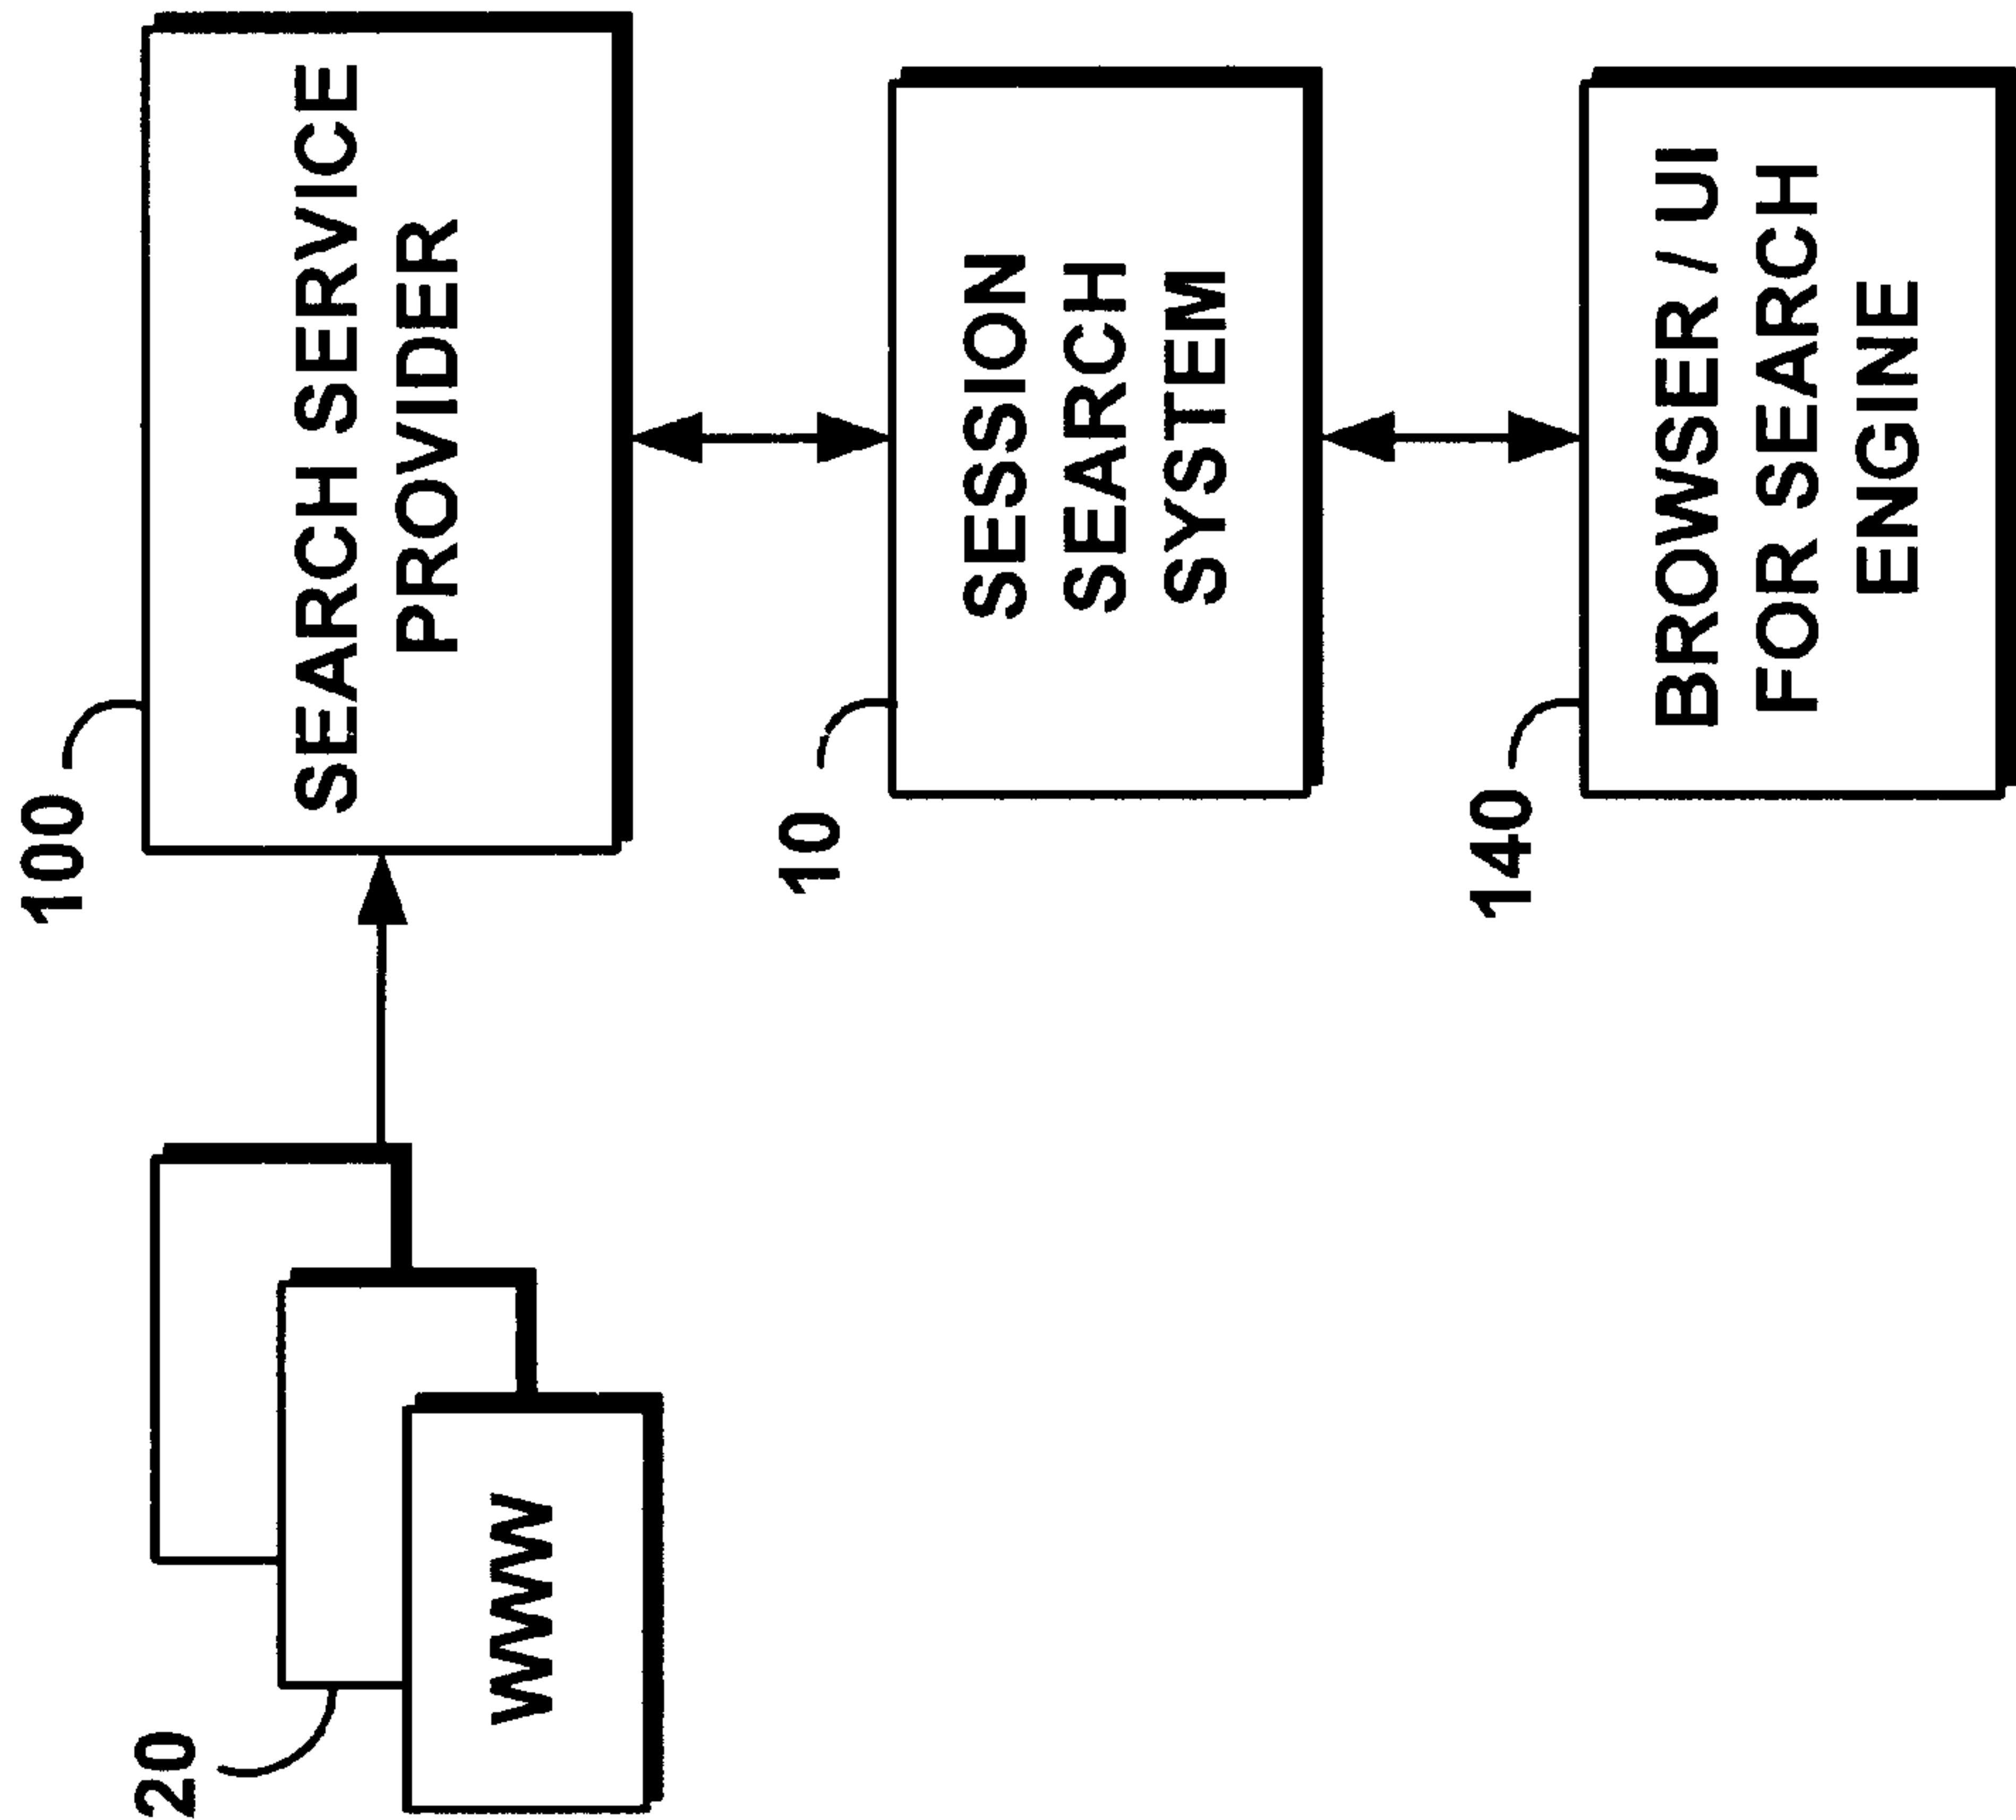 100
SEARCH SERVICE
PROVIDER
20
WWW
10
SESSION
SEARCH
SYSTEM
140
BROWSER / UI
FOR SEARCH
ENGINE